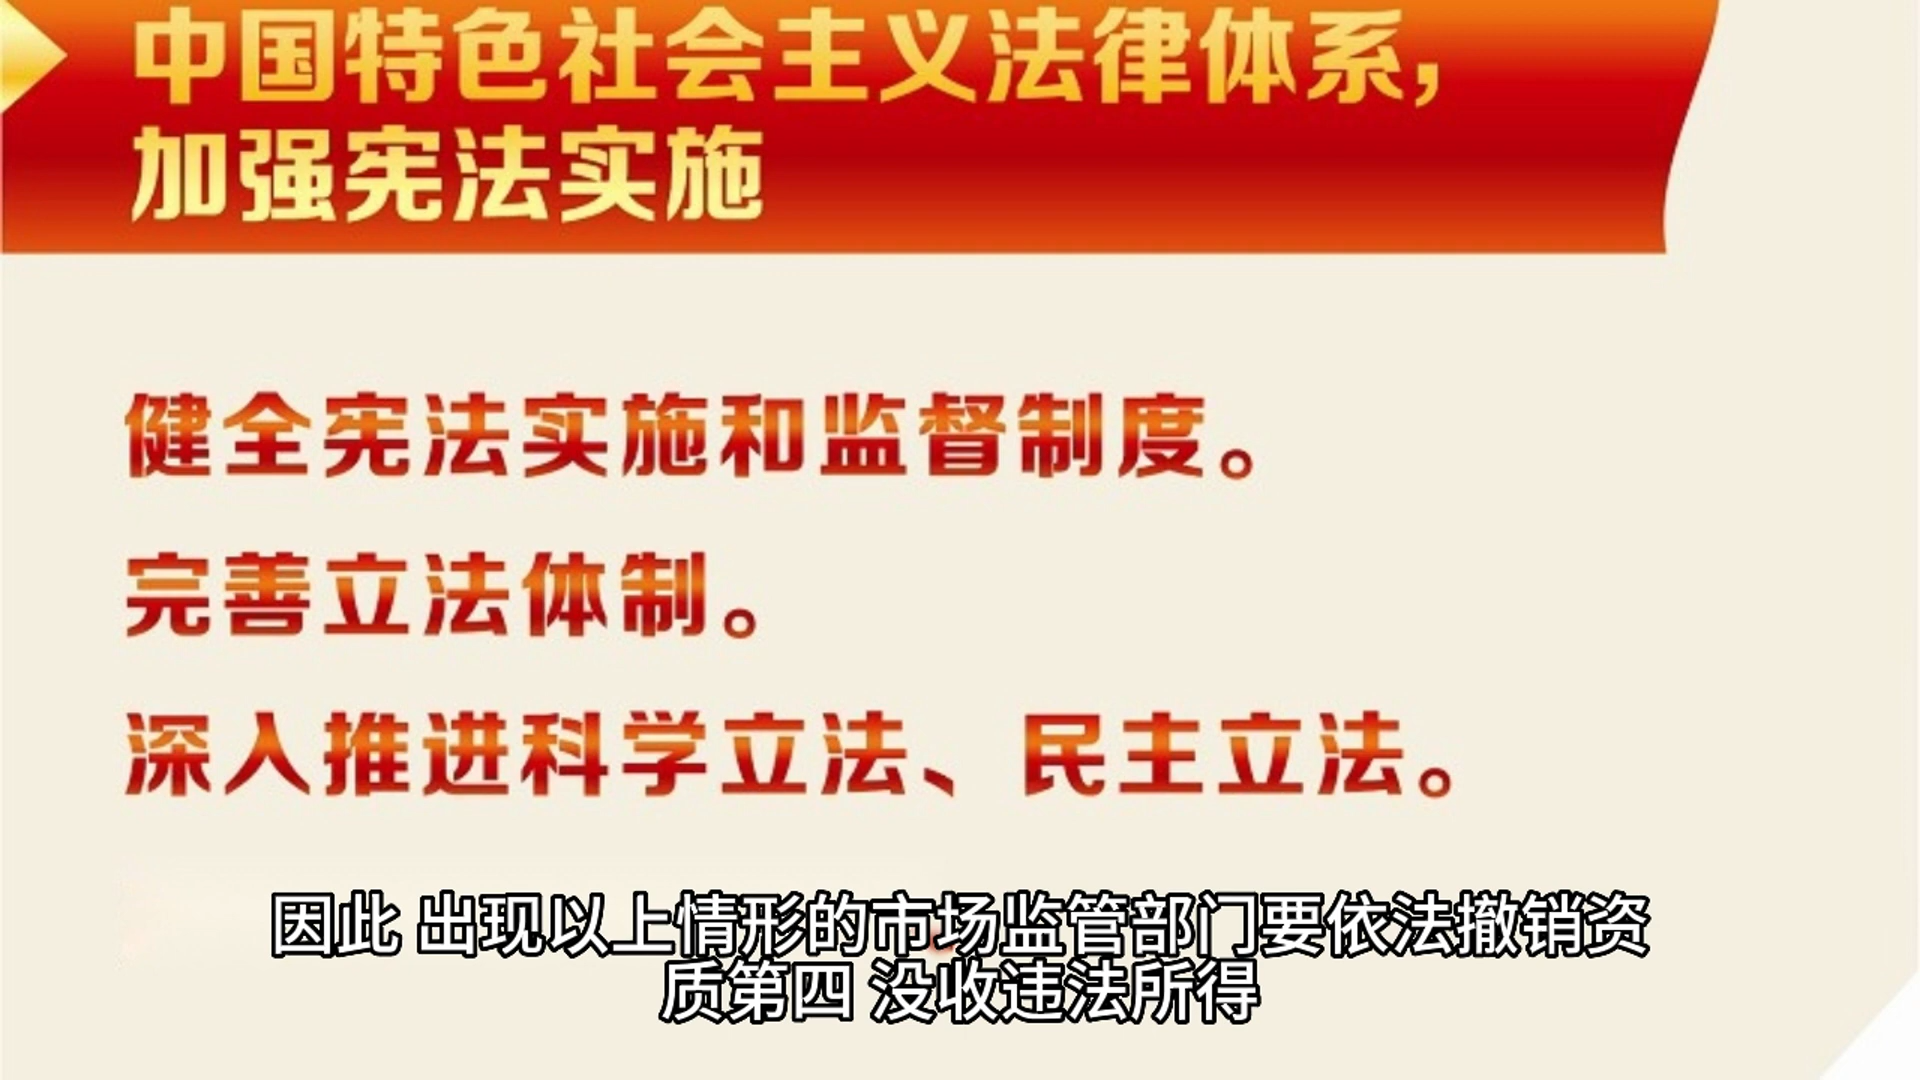 中国特色社会主义法律体系，
加强宪法实施
健全宪法实施和监督制度。
完善立法体制。
深入推进科学立法、民主立法。
因此 出现以上情形的市场监管部门要依法撤销资
质第四 没收违法所得